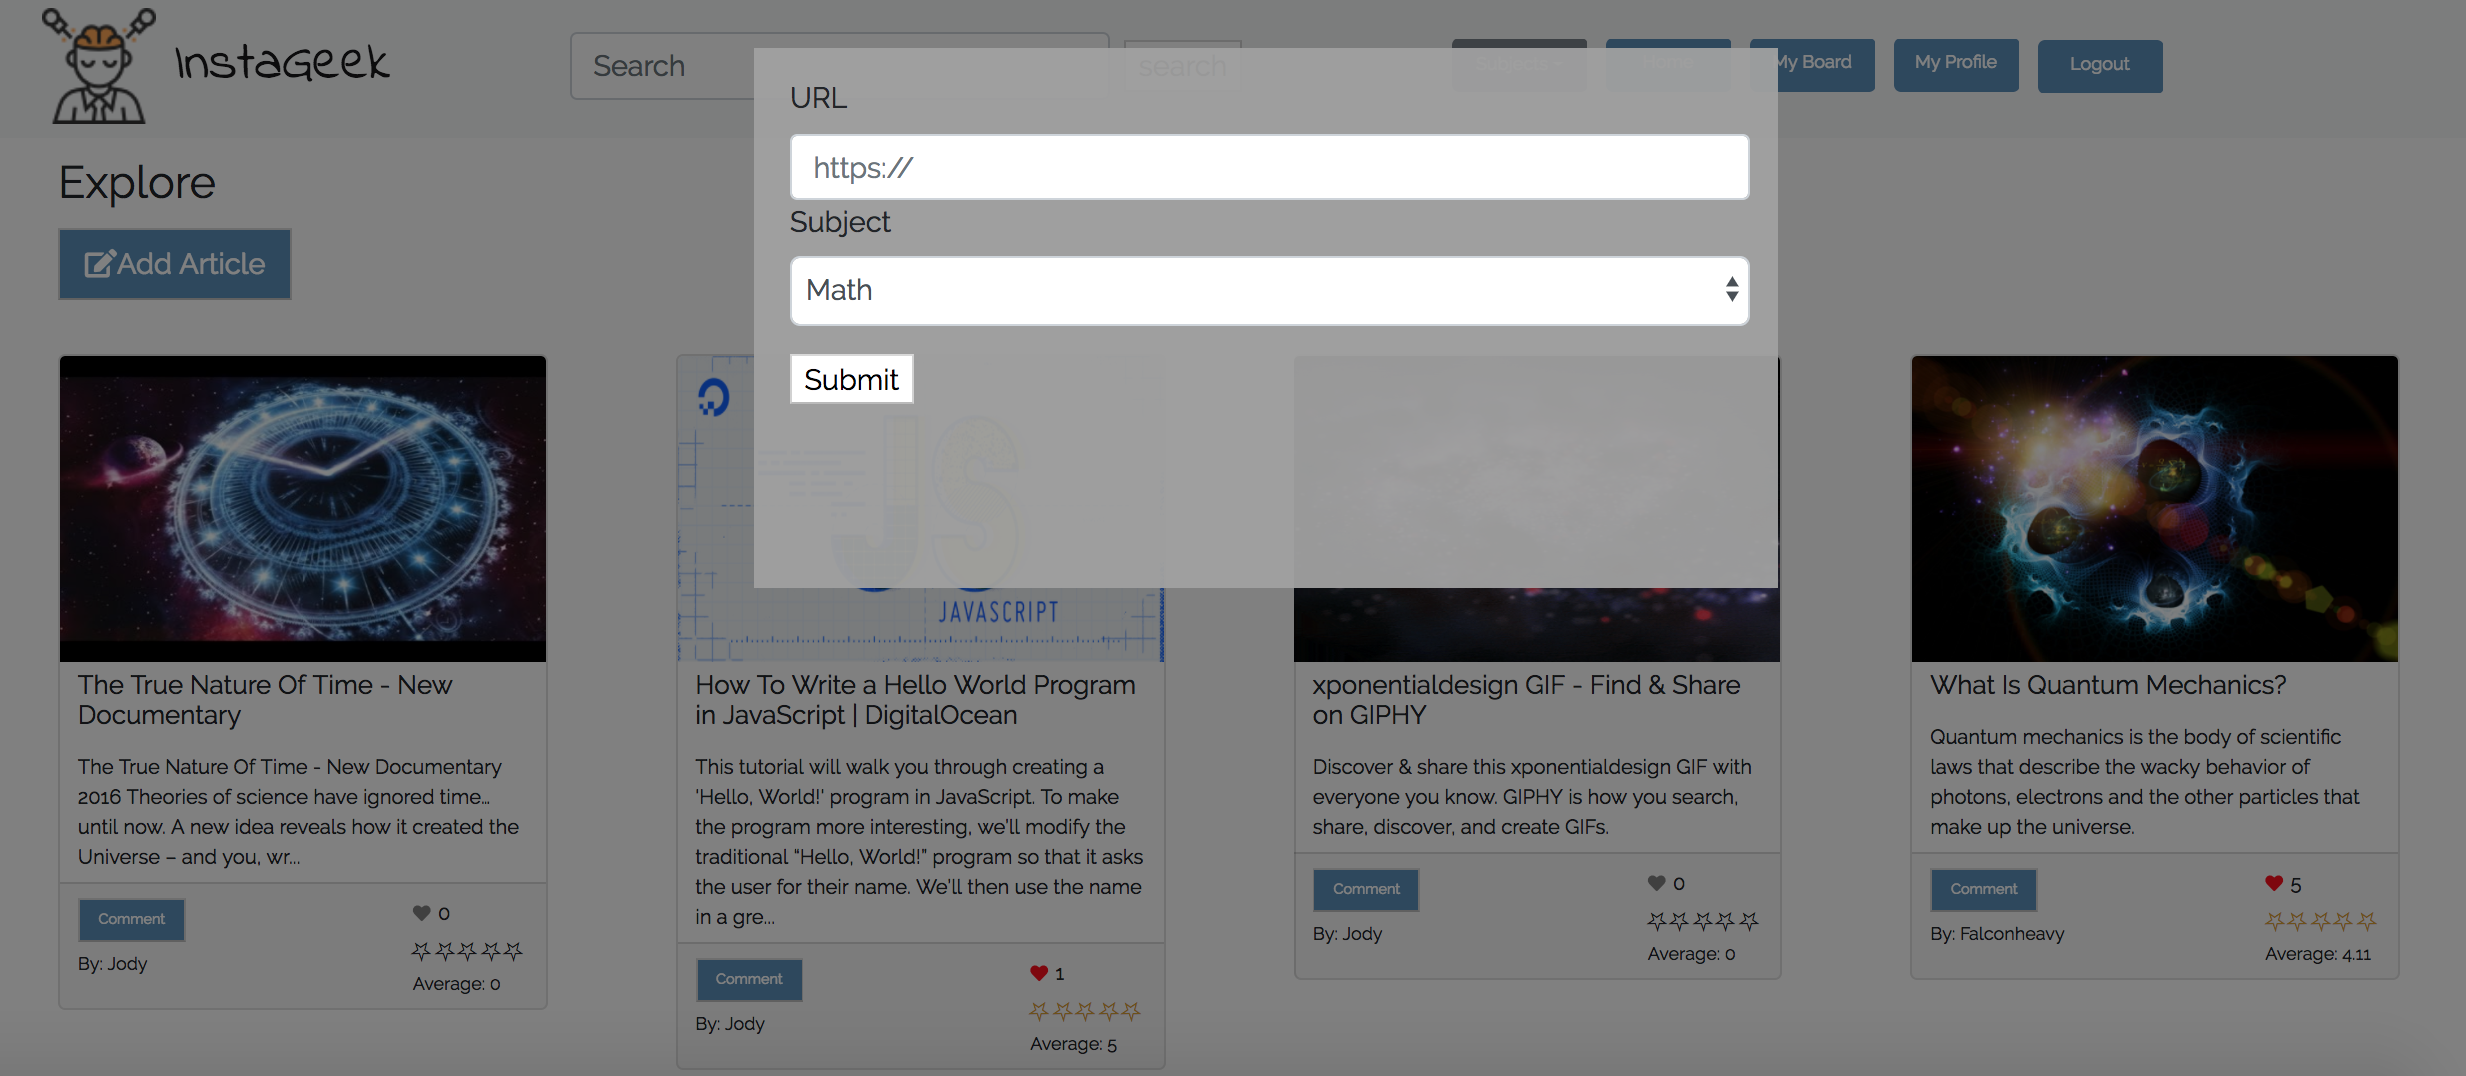 InstaGeek
Search
search
My Board
My Profile
Logout
URL
https://
Subject
Math
Submit
Explore
Add Article
JS
JAVASCRIPT
The True Nature Of Time - New
Documentary
The True Nature Of Time - New Documentary
2016 Theories of science have ignored time…
until now. A new idea reveals how it created the
Universe – and you, wr...
Comment
0
By: Jody
Average: 0
How To Write a Hello World Program
in JavaScript | DigitalOcean
This tutorial will walk you through creating a
'Hello, World!' program in JavaScript. To make
the program more interesting, we'll modify the
traditional “Hello, World!” program so that it asks
the user for their name. We'll then use the name
in a gre...
Comment
1
By: Jody
Average: 5
xponentialdesign GIF - Find & Share
on GIPHY
Discover & share this xponentialdesign GIF with
everyone you know. GIPHY is how you search,
share, discover, and create GIFs.
Comment
0
By: Jody
Average: 0
What Is Quantum Mechanics?
Quantum mechanics is the body of scientific
laws that describe the wacky behavior of
photons, electrons and the other particles that
make up the universe.
Comment
5
By: Falconheavy
Average: 4.11